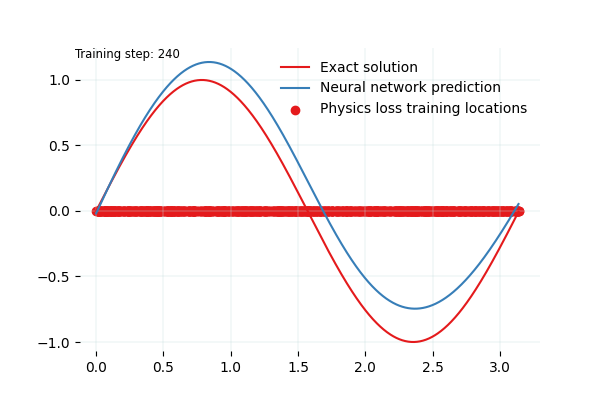 Training step: 240
Exact solution
Neural network prediction
Physics loss training locations
1.0
0.5
0.0
−0.5
−1.0
0.0 0.5 1.0 1.5 2.0 2.5 3.0